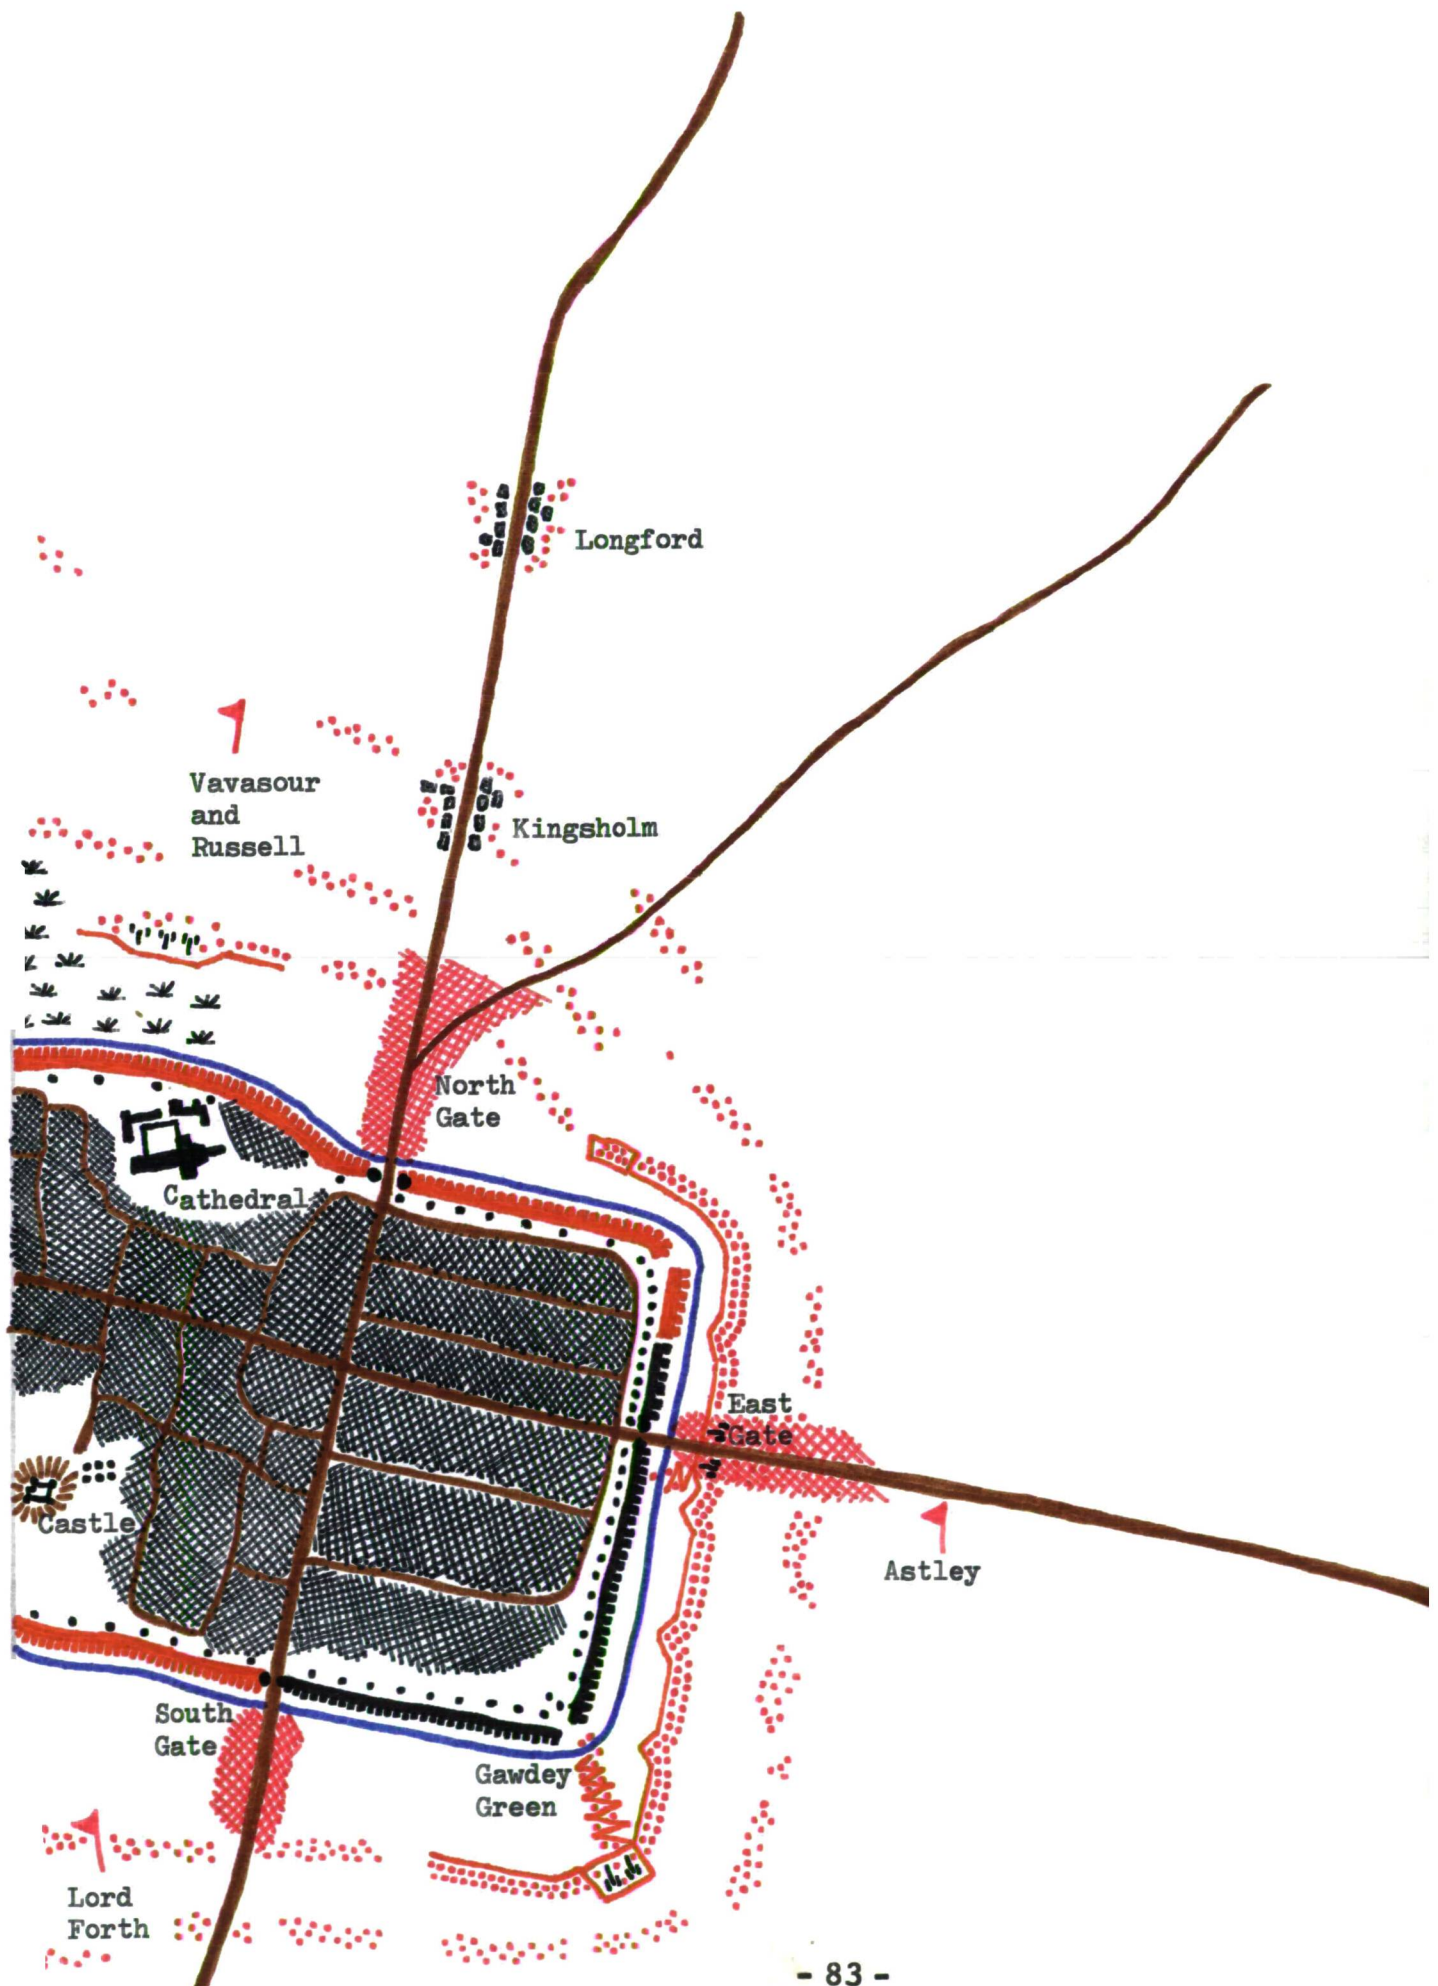 Longford
Vavasour
and
Russell
Kingsholm
North
Gate
Cathedral
East
Gate
Castle
Astley
South
Gate
Gawdey
Green
Lord
Forth
- 83 -